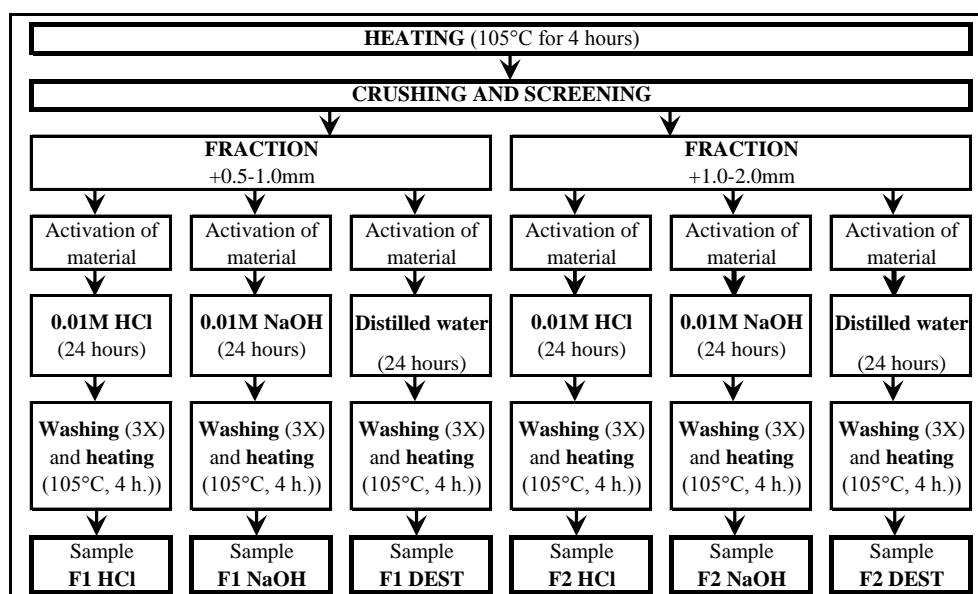 HEATING (105°C for 4 hours)
CRUSHING AND SCREENING
FRACTION
+0.5-1.0mm
FRACTION
+1.0-2.0mm
Activation of
material
Activation of
material
Activation of
material
Activation of
material
Activation of
material
Activation of
material
0.01M HCl
(24 hours)
0.01M NaOH
(24 hours)
Distilled water
(24 hours)
0.01M HCl
(24 hours)
0.01M NaOH
(24 hours)
Distilled water
(24 hours)
Washing (3X)
and heating
(105°C, 4 h.))
Washing (3X)
and heating
(105°C, 4 h.))
Washing (3X)
and heating
(105°C, 4 h.))
Washing (3X)
and heating
(105°C, 4 h.))
Washing (3X)
and heating
(105°C, 4 h.))
Washing (3X)
and heating
(105°C, 4 h.))
Sample
F1 HCl
Sample
F1 NaOH
Sample
F1 DEST
Sample
F2 HCl
Sample
F2 NaOH
Sample
F2 DEST